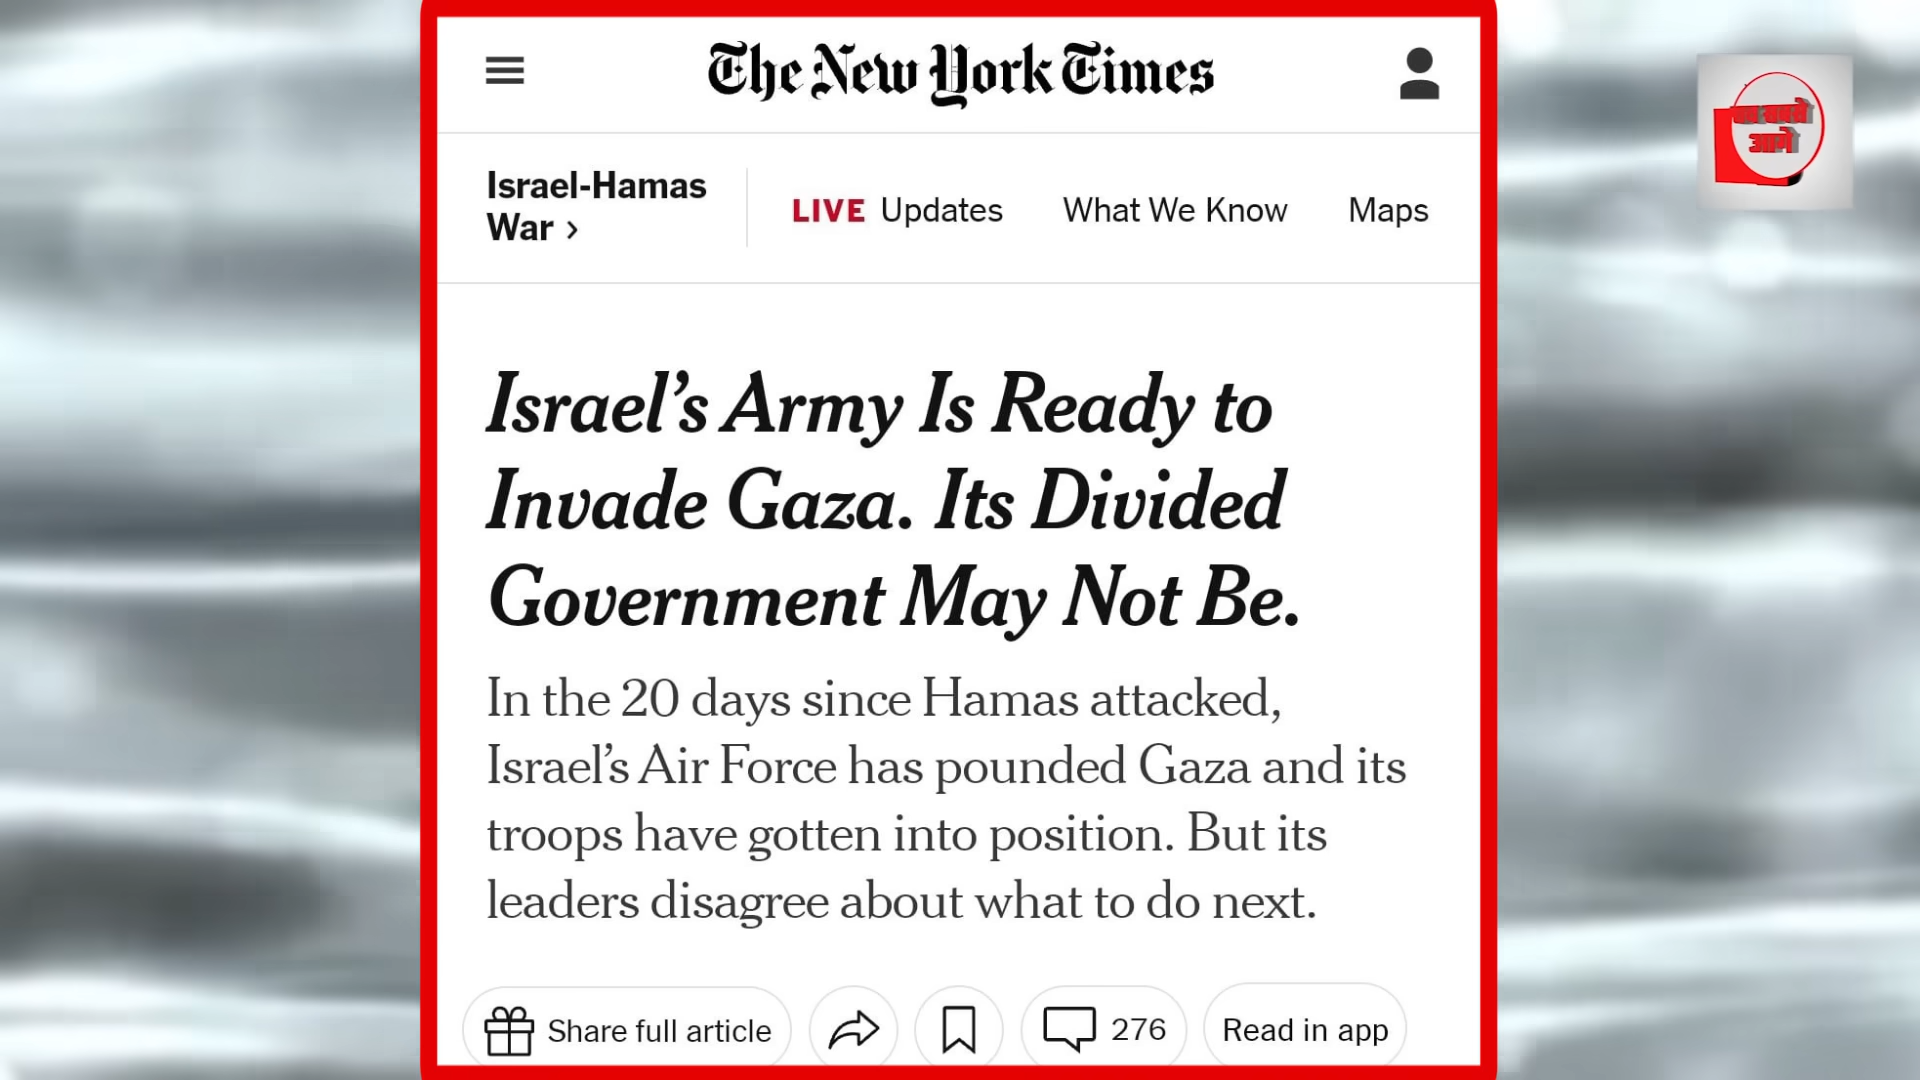 The New York Times
Israel-Hamas
War ›
LIVE Updates
What We Know
Maps
Israel's Army Is Ready to
Invade Gaza. Its Divided
Government May Not Be.
In the 20 days since Hamas attacked,
Israel's Air Force has pounded Gaza and its
troops have gotten into position. But its
leaders disagree about what to do next.
Share full article
276
Read in app
आगे